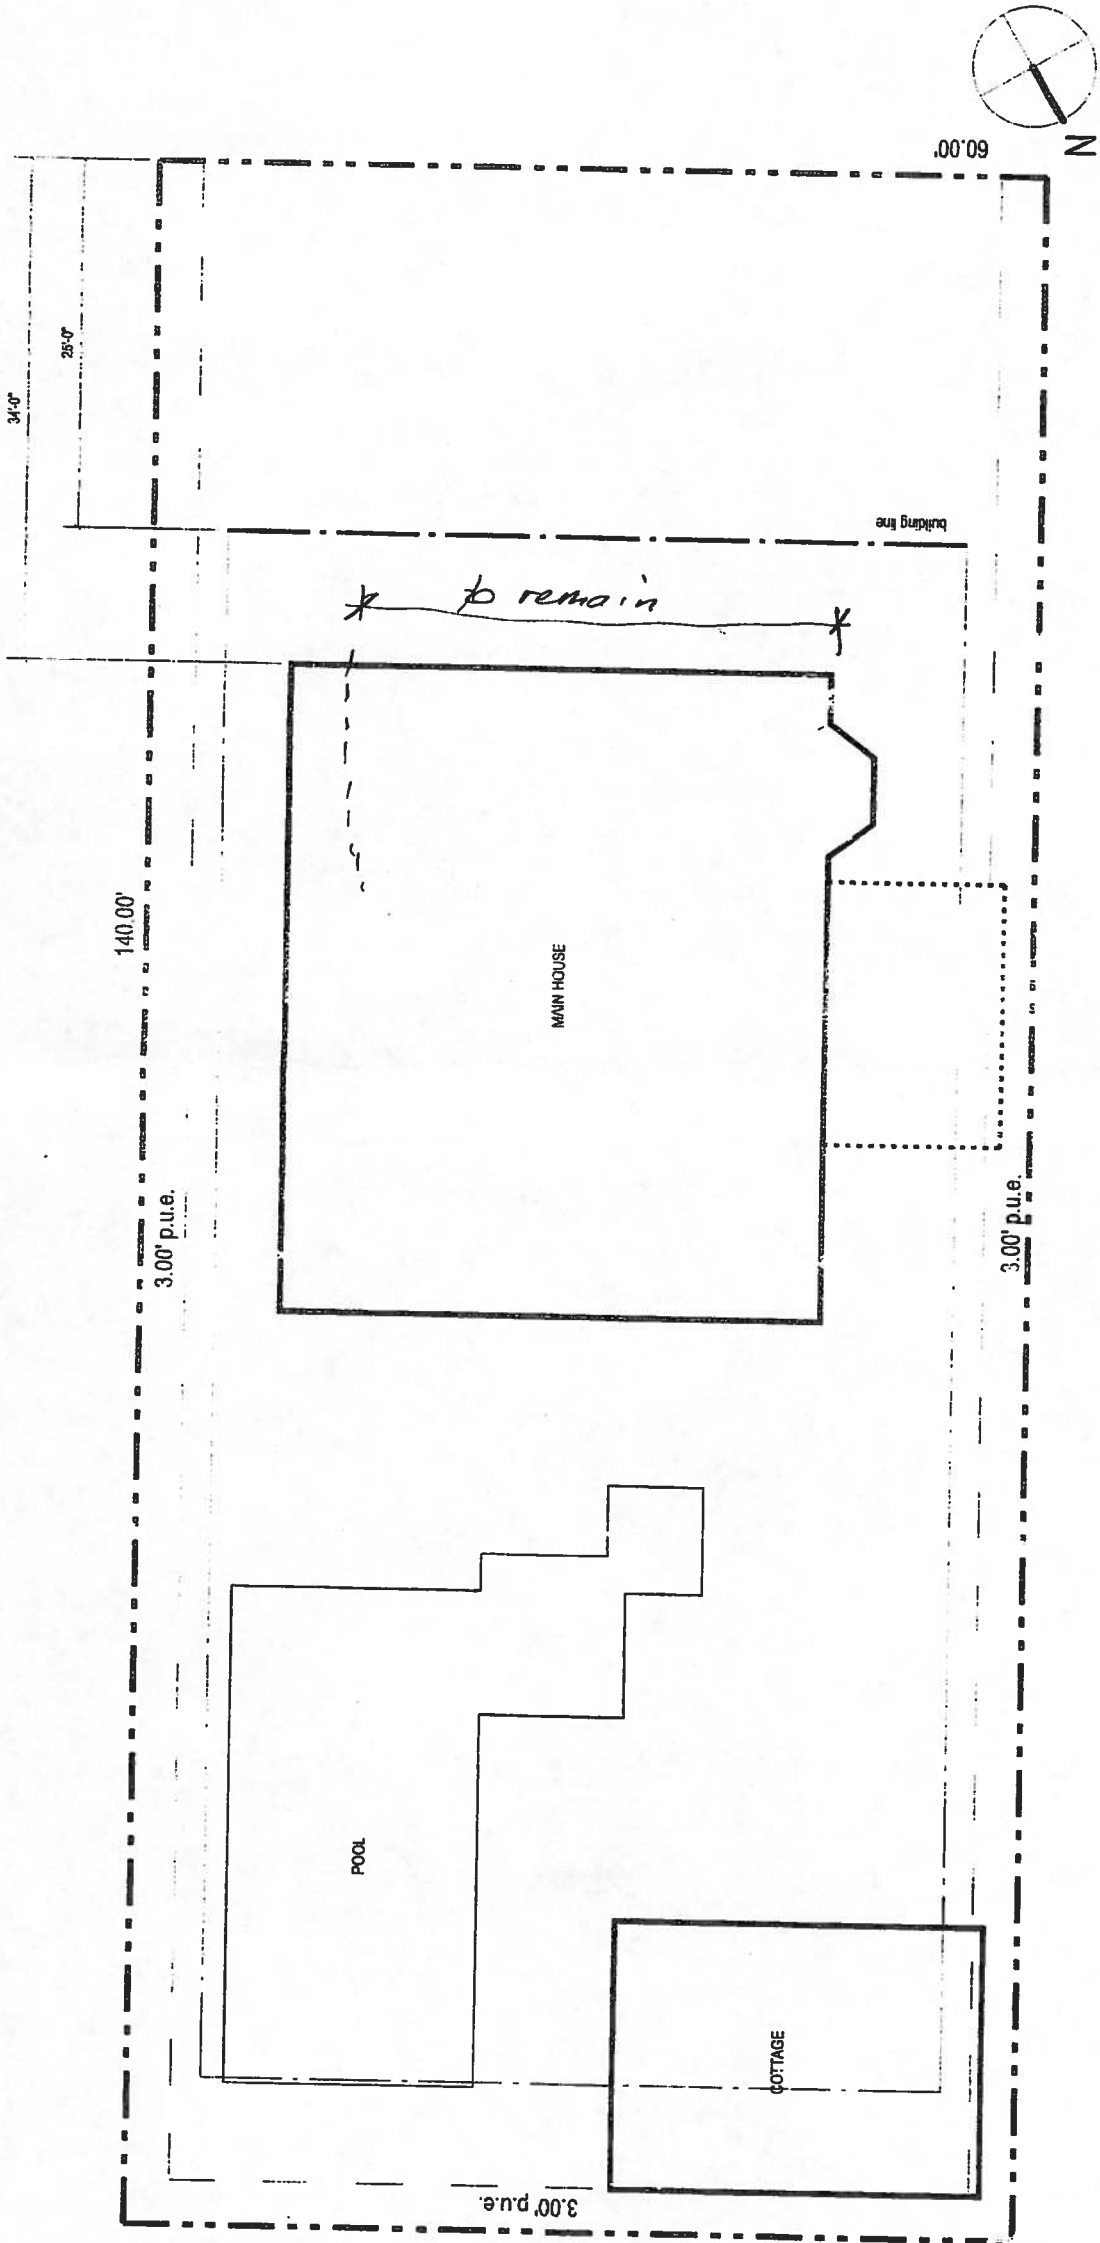 N
60.00'
34'-0"
25'-0"
building line
to remain
140.00'
MAIN HOUSE
3.00' p.u.e.
3.00' p.u.e.
POOL
COTTAGE
3.00' p.u.e.